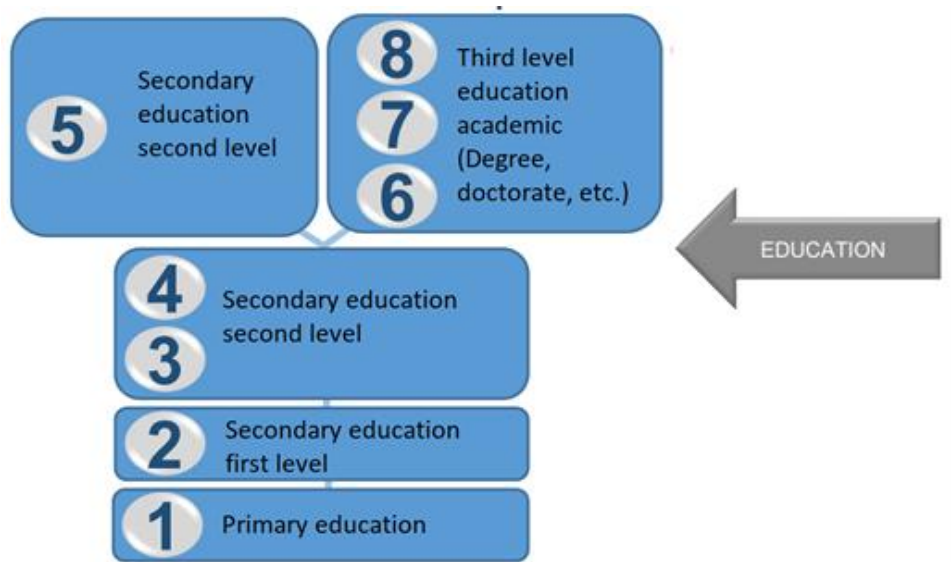 5
Secondary
education
second level
8
7
6
Third level
education
academic
(Degree,
doctorate, etc.)
EDUCATION
4
3
Secondary education
second level
2
Secondary education
first level
1
Primary education